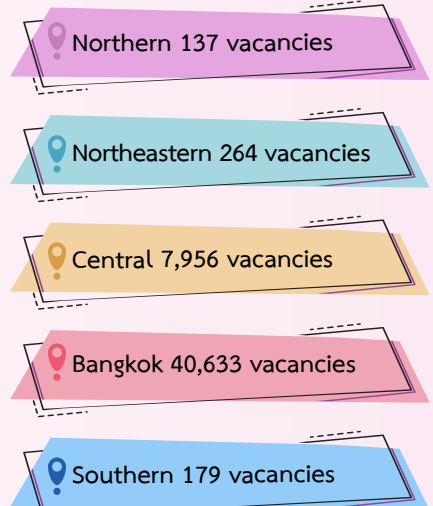 Northern 137 vacancies
Northeastern 264 vacancies
Central 7,956 vacancies
Bangkok 40,633 vacancies
Southern 179 vacancies